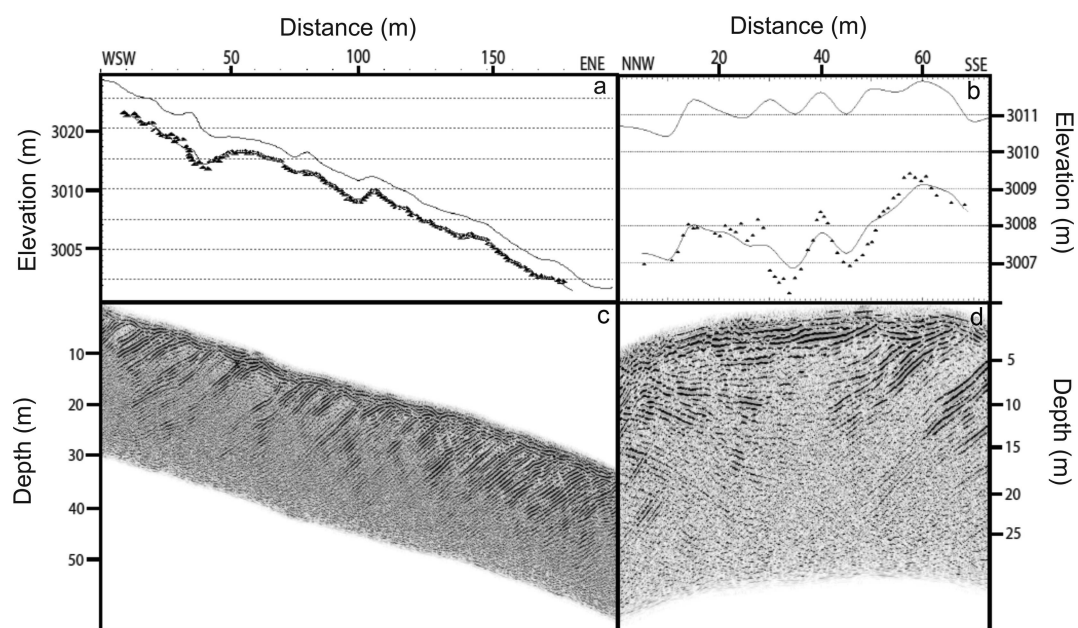 Distance (m)
Distance (m)
WSW 50 100 150 ENE
NNW 20 40 60 SSE
a
b
3020
3010
3005
Elevation (m)
3011
3010
3009
3008
3007
Elevation (m)
c
d
10
20
30
40
50
Depth (m)
5
10
15
20
25
Depth (m)